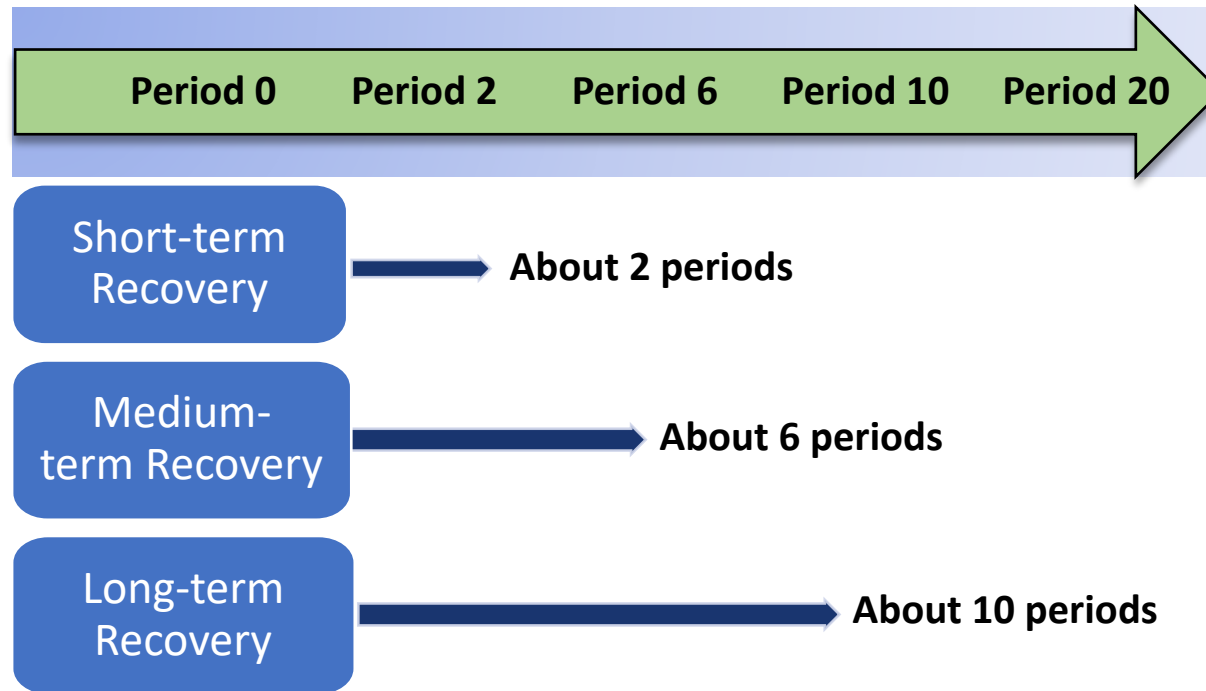 Period 0 Period 2 Period 6 Period 10 Period 20
Short-term
Recovery
About 2 periods
Medium-
term Recovery
About 6 periods
Long-term
Recovery
About 10 periods